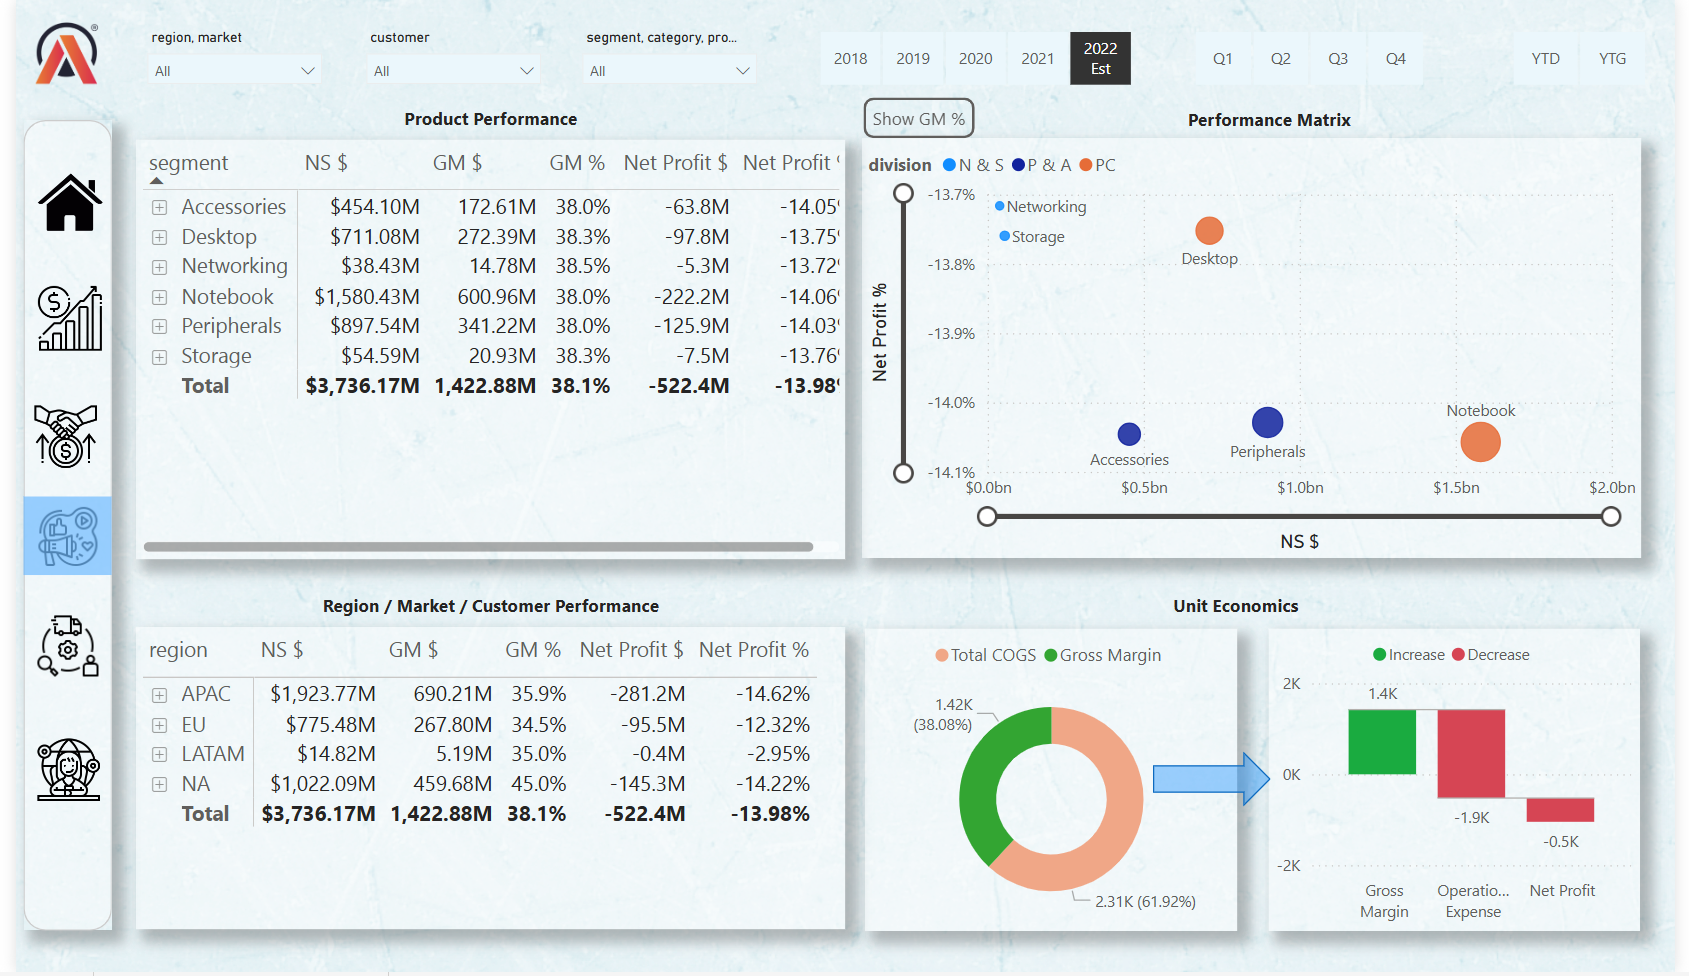 region, market
customer
segment, category, pro...
All
All
All
2018 2019 2020 2021 2022 Est
Q1 Q2 Q3 Q4
YTD YTG
Product Performance
segment NS $ GM $ GM % Net Profit $ Net Profit
Accessories $454.10M 172.61M 38.0% -63.8M -14.05
Desktop $711.08M 272.39M 38.3% -97.8M -13.75
Networking $38.43M 14.78M 38.5% -5.3M -13.72
Notebook $1,580.43M 600.96M 38.0% -222.2M -14.06
Peripherals $897.54M 341.22M 38.0% -125.9M -14.03
Storage $54.59M 20.93M 38.3% -7.5M -13.76
Total $3,736.17M 1,422.88M 38.1% -522.4M -13.98
Show GM %
Performance Matrix
division N & S P & A PC
Net Profit %
-13.7%
-13.8%
-13.9%
-14.0%
-14.1%
Networking
Storage
Desktop
Notebook
Accessories
Peripherals
$0.0bn $0.5bn $1.0bn $1.5bn $2.0bn
NS $
Region / Market / Customer Performance
region NS $ GM $ GM % Net Profit $ Net Profit %
APAC $1,923.77M 690.21M 35.9% -281.2M -14.62%
EU $775.48M 267.80M 34.5% -95.5M -12.32%
LATAM $14.82M 5.19M 35.0% -0.4M -2.95%
NA $1,022.09M 459.68M 45.0% -145.3M -14.22%
Total $3,736.17M 1,422.88M 38.1% -522.4M -13.98%
Unit Economics
Total COGS Gross Margin
1.42K
(38.08%)
2.31K (61.92%)
Increase Decrease
2K
0K
-2K
1.4K
-1.9K
-0.5K
Gross
Margin
Operatio...
Expense
Net Profit